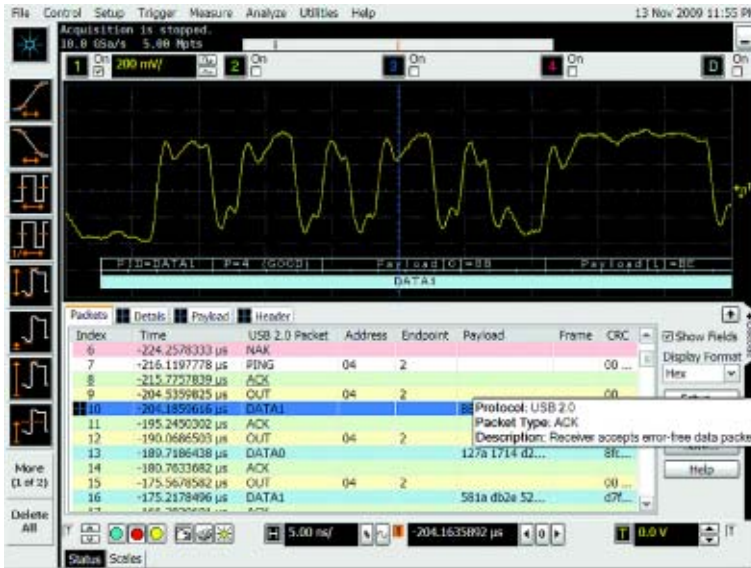 File Control Setup Trigger Measure Analyze Utilities Help 13 Nov 2009 11:55 PM
Acquisition is stopped.
10.0 GSa/s 5.00 Mpts
1 On 200 mV/ 2 On 3 On 4 On D On
PID=DATA1 P=4 (GOOD) Payload[0]=BB Payload[1]=BE
DATA1
Packets Details Payload Header
Index Time USB 2.0 Packet Address Endpoint Payload Frame CRC
6 -224.2578333 µs NAK
7 -216.1197778 µs PING 04 2 00 ...
8 -215.7757839 µs ACK
9 -204.5359825 µs OUT 04 2 00 ...
10 -204.1859616 µs DATA1
11 -195.2450302 µs ACK
12 -190.0686503 µs OUT 04 2
13 -189.7186438 µs DATA0 127a 1714 d2... 8fc...
14 -180.7633682 µs ACK
15 -175.5678582 µs OUT 04 2 00 ...
16 -175.2178496 µs DATA1 581a db2e 52... d7f...
17 ACK
Show Fields
Display Format
Hex
Protocol: USB 2.0
Packet Type: ACK
Description: Receiver accepts error-free data packe
Help
More
(1 of 2)
Delete
All
H 5.00 ns/ -204.1635892 µs 0 T 0.0 V
Status Scales